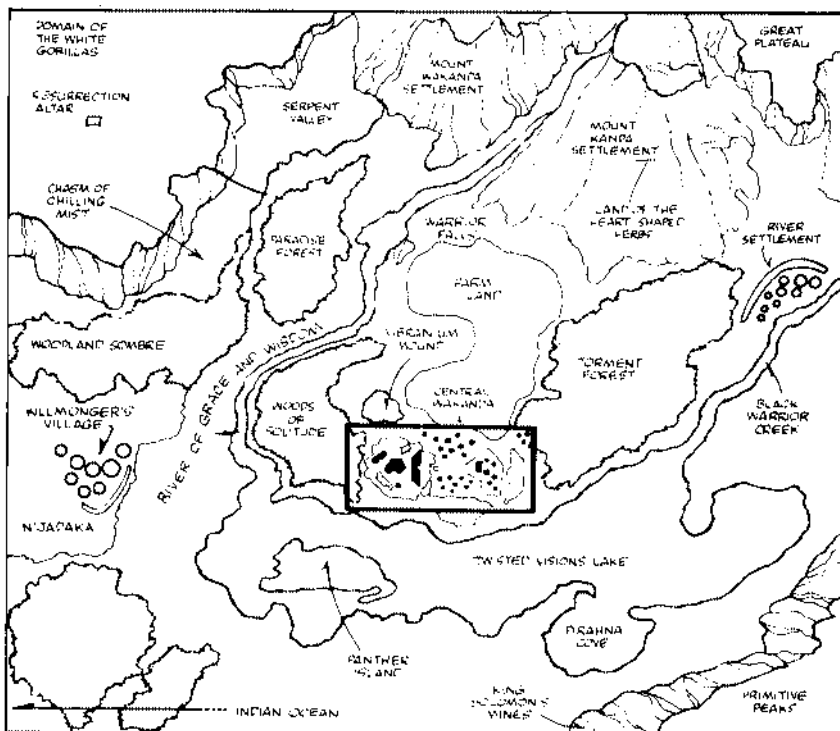 DOMAIN OF
THE WHITE
GORILLAS
RESURRECTION
ALTAR
SERPENT
VALLEY
MOUNT
WAKANDA
SETTLEMENT
GREAT
PLATEAU
MOUNT
KANDA
SETTLEMENT
CHASM OF
CHILLING
MIST
LAND OF THE
HEART SHAPED
HERBS
RIVER
SETTLEMENT
PARADISE
FOREST
WARRIOR
FALLS
FARM
LAND
WOODLAND SOMBRE
RIVER OF GRACE AND WISDOM
VIBRANIUM
MOUNT
TORMENT
FOREST
KILLMONGER'S
VILLAGE
WOODS
OF
SOLITUDE
CENTRAL
WAKANDA
BLACK
WARRIOR
CREEK
N'JADAKA
TWISTED VISIONS LAKE
PANTHER
ISLAND
PIRAHNA
COVE
INDIAN OCEAN
KING
SOLOMON'S
MINES
PRIMITIVE
PEAKS